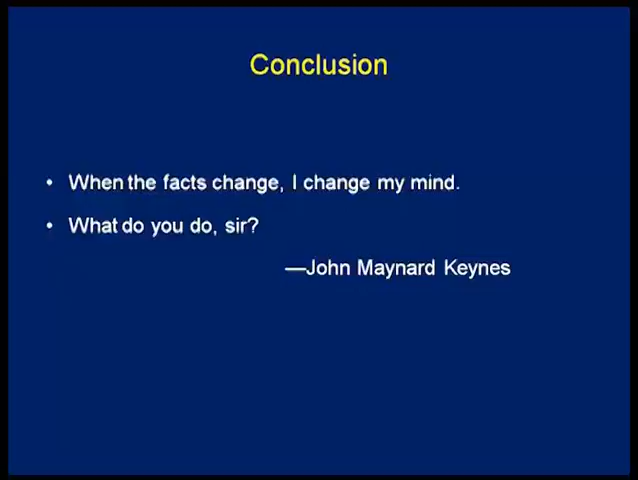 Conclusion
• When the facts change, I change my mind.
• What do you do, sir?
—John Maynard Keynes